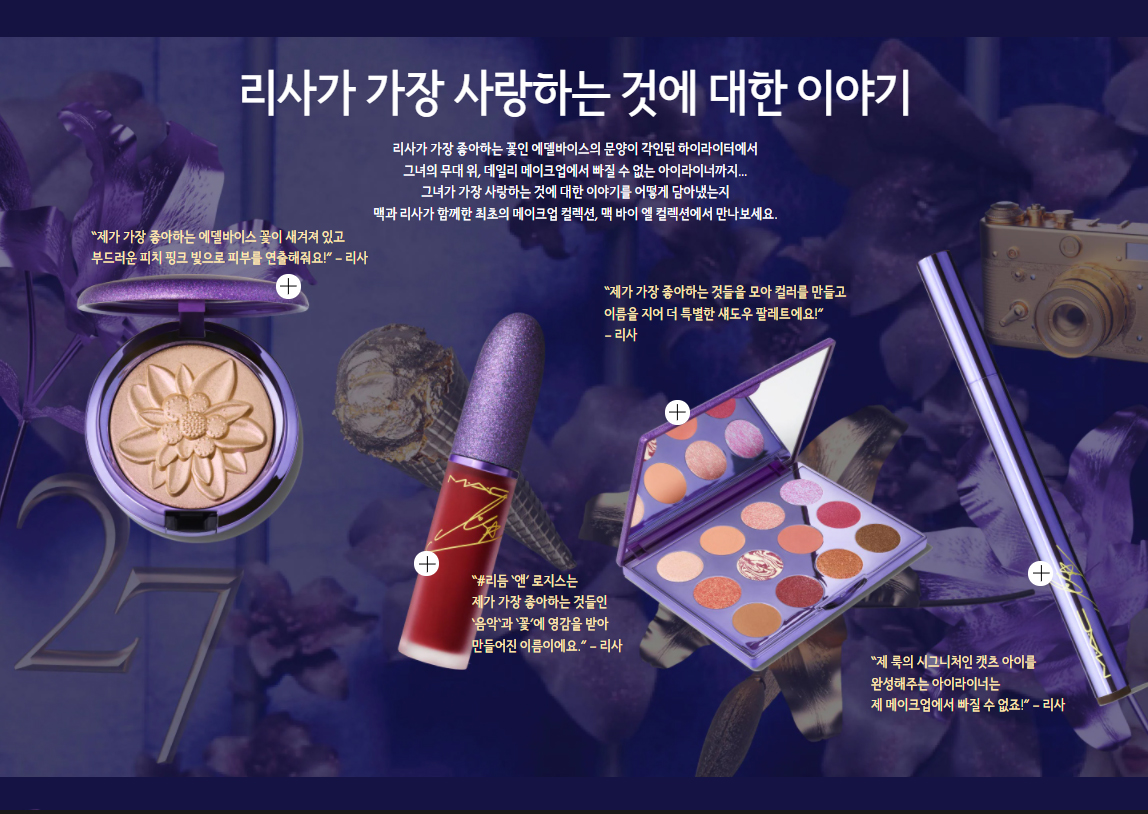 리사가 가장 사랑하는 것에 대한 이야기
리사가 가장 좋아하는 꽃인 에델바이스의 문양이 각인된 하이라이터에서
그녀의 무대 위, 데일리 메이크업에서 빠질 수 없는 아이라이너까지...
그녀가 가장 사랑하는 것에 대한 이야기를 어떻게 담아냈는지
맥과 리사가 함께한 최초의 메이크업 컬렉션, 맥 바이 엘 컬렉션에서 만나보세요.
“제가 가장 좋아하는 에델바이스 꽃이 새겨져 있고
부드러운 피치 핑크 빛으로 피부를 연출해줘요!” – 리사
“제가 가장 좋아하는 것들을 모아 컬러를 만들고
이름을 지어 더 특별한 섀도우 팔레트에요!”
– 리사
27
MAC
Lisa
“#리듬 ‘앤’ 로지스는
제가 가장 좋아하는 것들인
‘음악‘과 ‘꽃’에 영감을 받아
만들어진 이름이에요.” – 리사
MAC
“제 룩의 시그니처인 캣츠 아이를
완성해주는 아이라이너는
제 메이크업에서 빠질 수 없죠!” – 리사